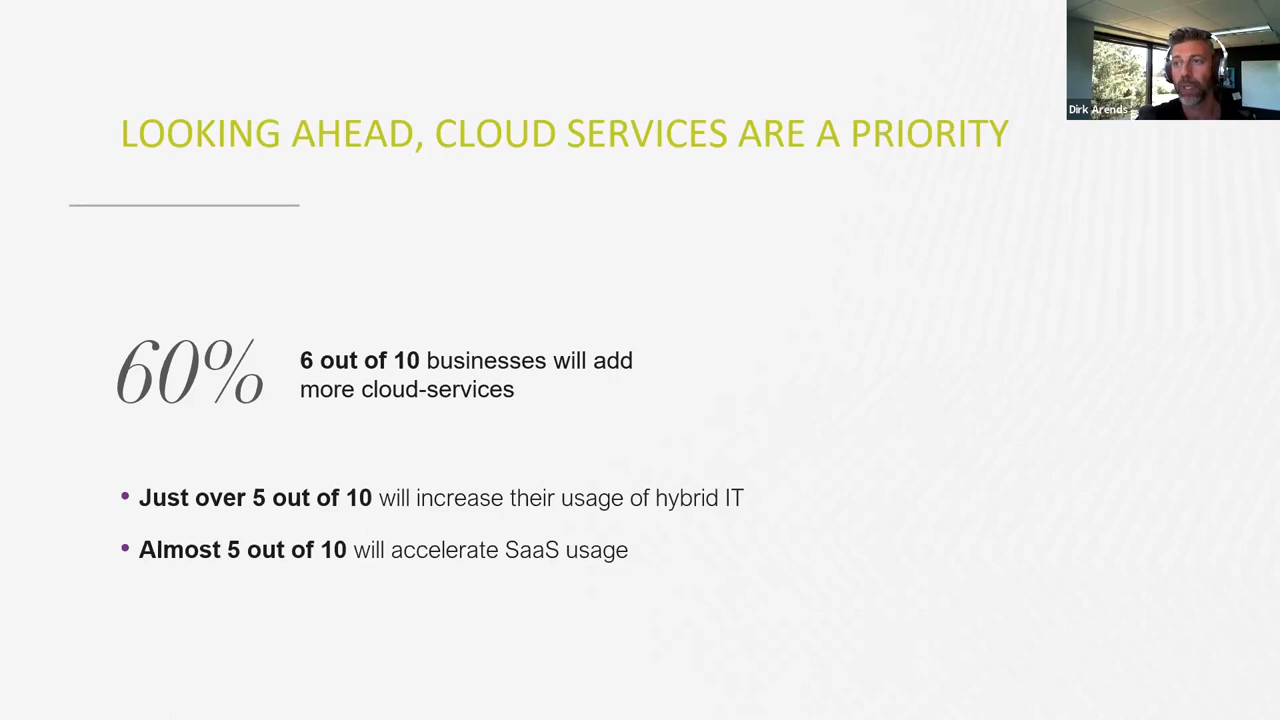 Dirk Arends
LOOKING AHEAD, CLOUD SERVICES ARE A PRIORITY
60%
6 out of 10 businesses will add
more cloud-services
• Just over 5 out of 10 will increase their usage of hybrid IT
• Almost 5 out of 10 will accelerate SaaS usage